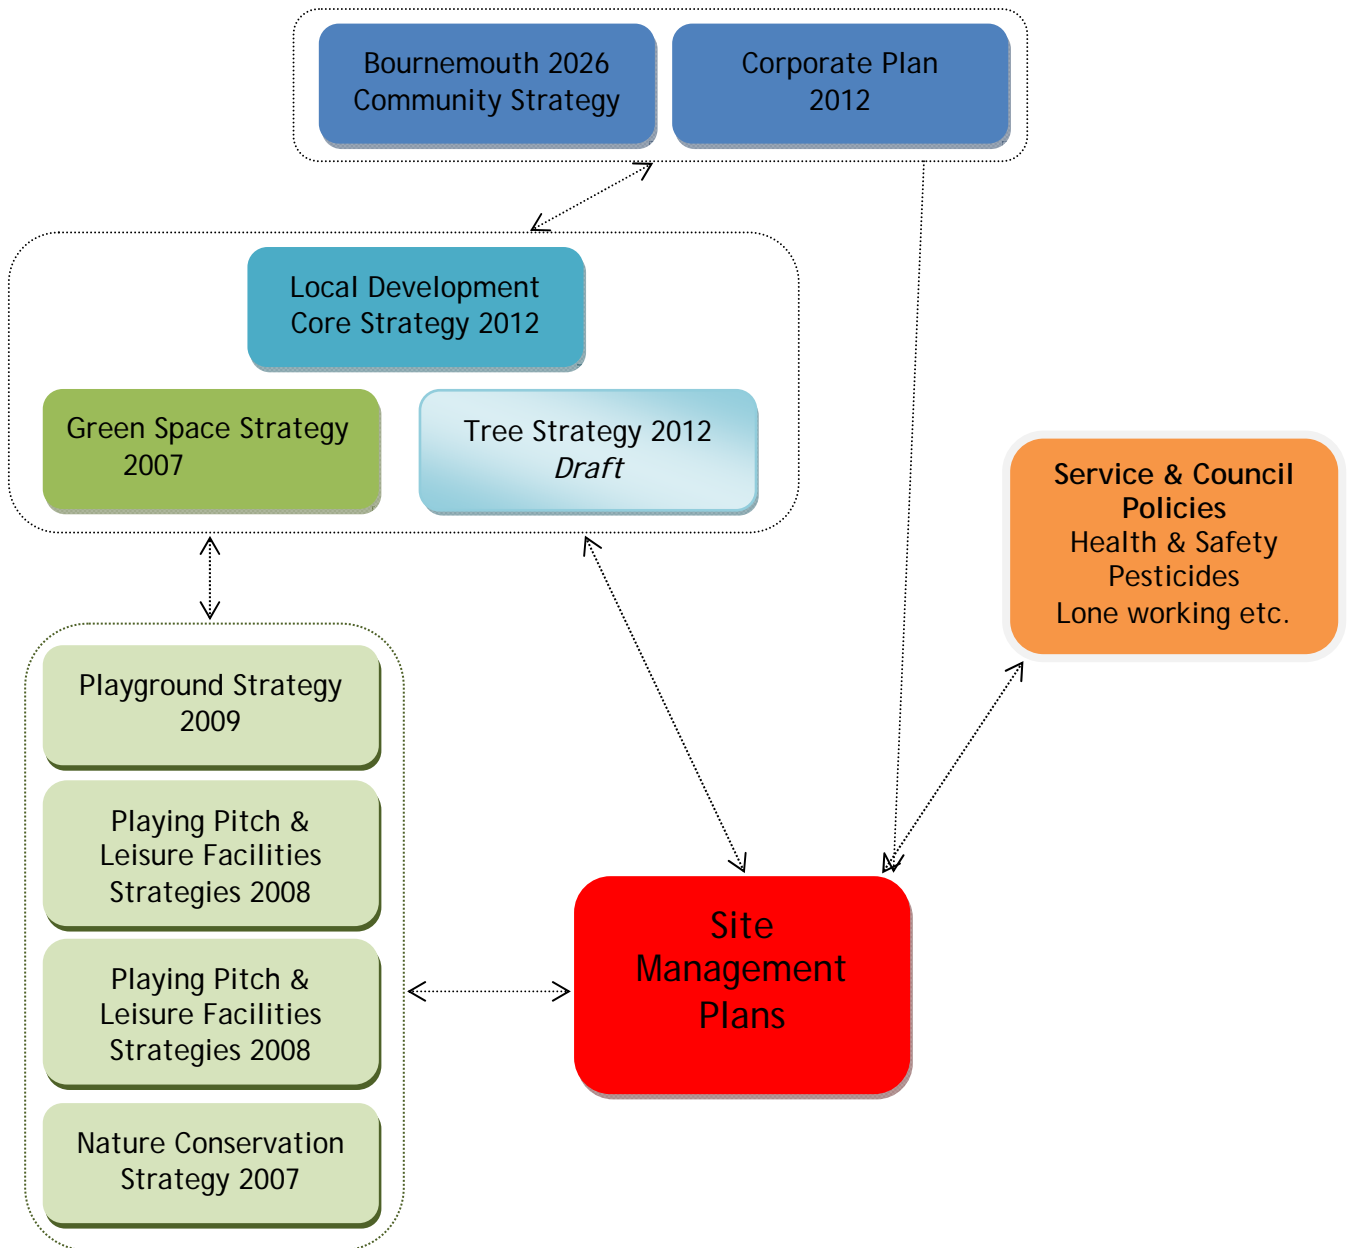 Bournemouth 2026
Community Strategy
Corporate Plan
2012
Local Development
Core Strategy 2012
Green Space Strategy
2007
Tree Strategy 2012
Draft
Service & Council
Policies
Health & Safety
Pesticides
Lone working etc.
Playground Strategy
2009
Playing Pitch &
Leisure Facilities
Strategies 2008
Playing Pitch &
Leisure Facilities
Strategies 2008
Nature Conservation
Strategy 2007
Site
Management
Plans